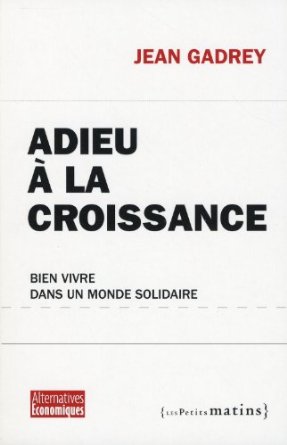 JEAN GADREY
ADIEU
À LA
CROISSANCE
BIEN VIVRE
DANS UN MONDE SOLIDAIRE
Alternatives
Economiques
{LES Petits matins}